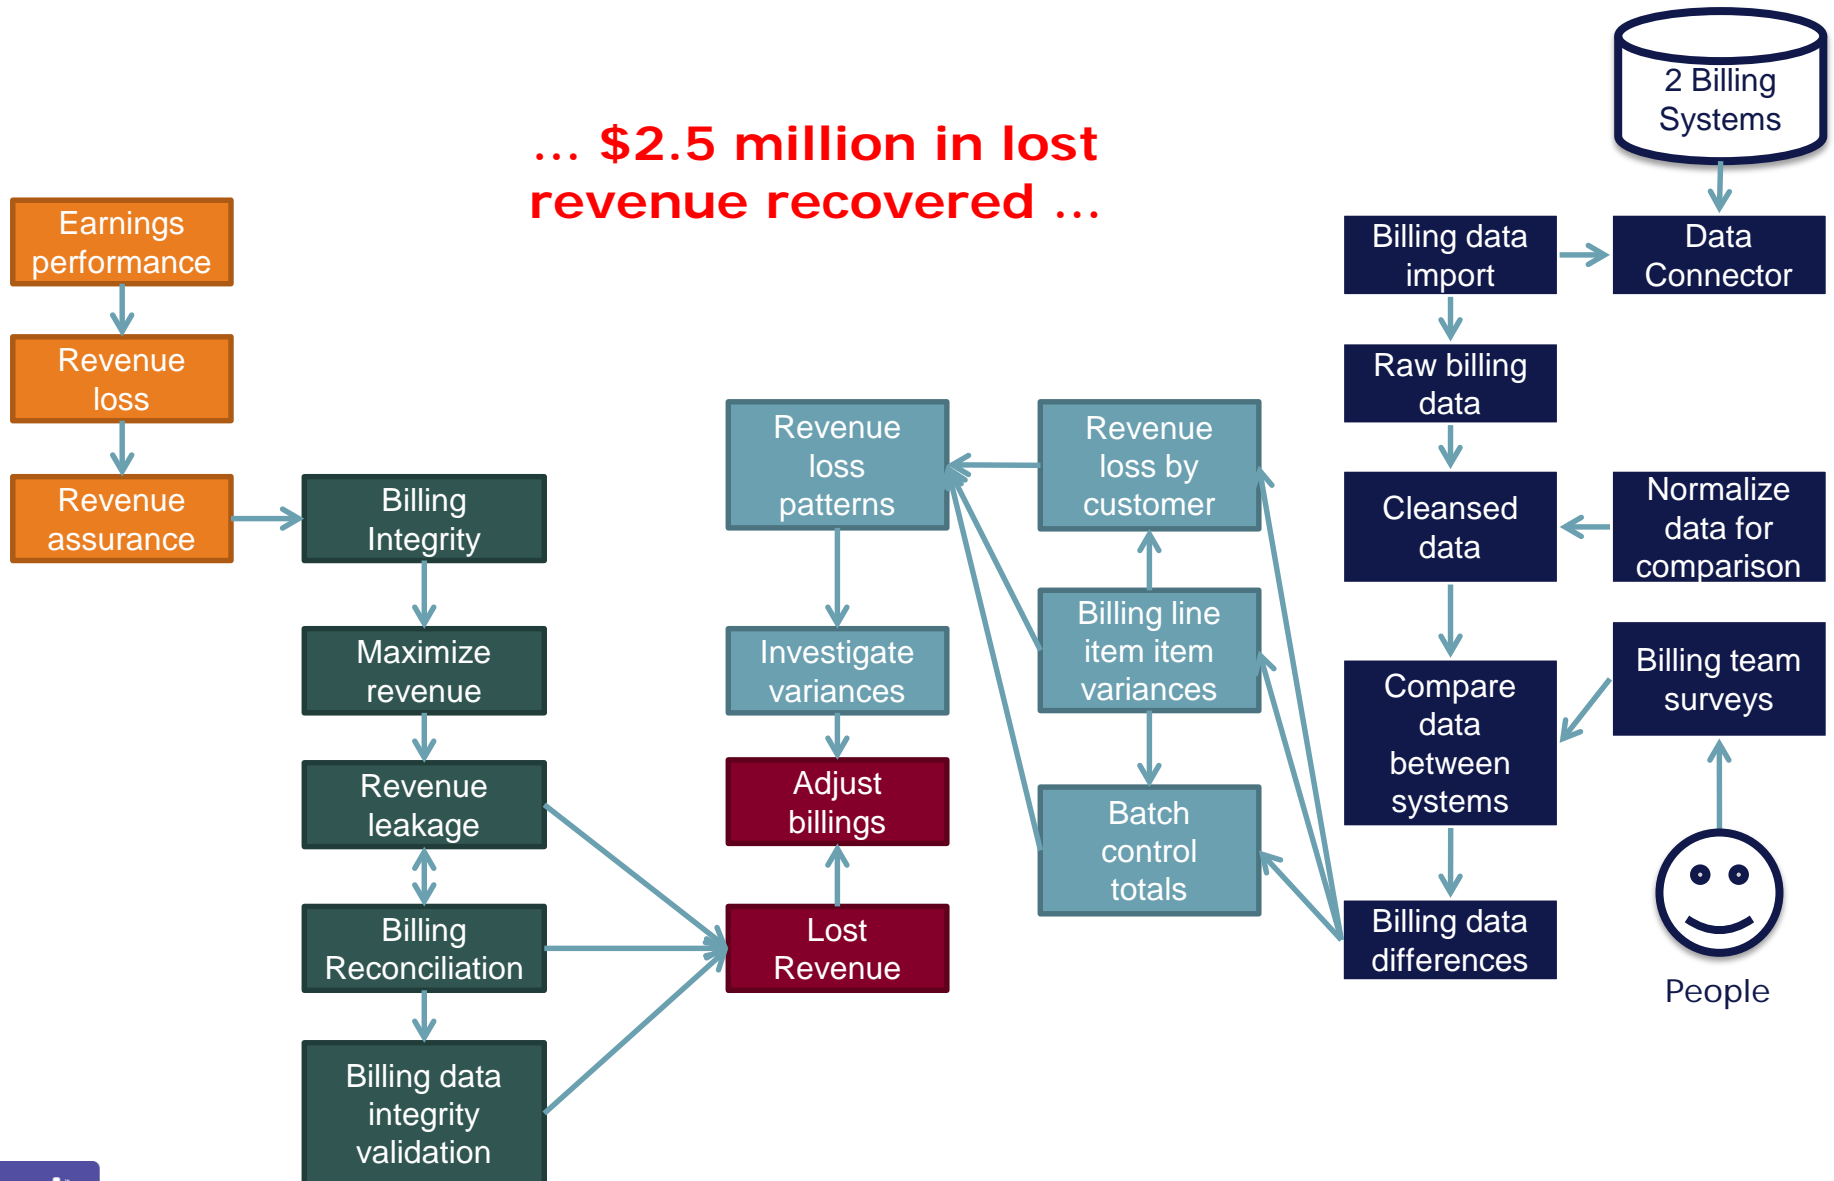 2 Billing
Systems
... $2.5 million in lost
revenue recovered ...
Earnings
performance
Revenue
loss
Revenue
assurance
Billing
Integrity
Maximize
revenue
Revenue
leakage
Billing
Reconciliation
Billing data
integrity
validation
Revenue
loss
patterns
Investigate
variances
Adjust
billings
Lost
Revenue
Revenue
loss by
customer
Billing line
item item
variances
Batch
control
totals
Billing data
import
Data
Connector
Raw billing
data
Cleansed
data
Normalize
data for
comparison
Compare
data
between
systems
Billing team
surveys
Billing data
differences
People